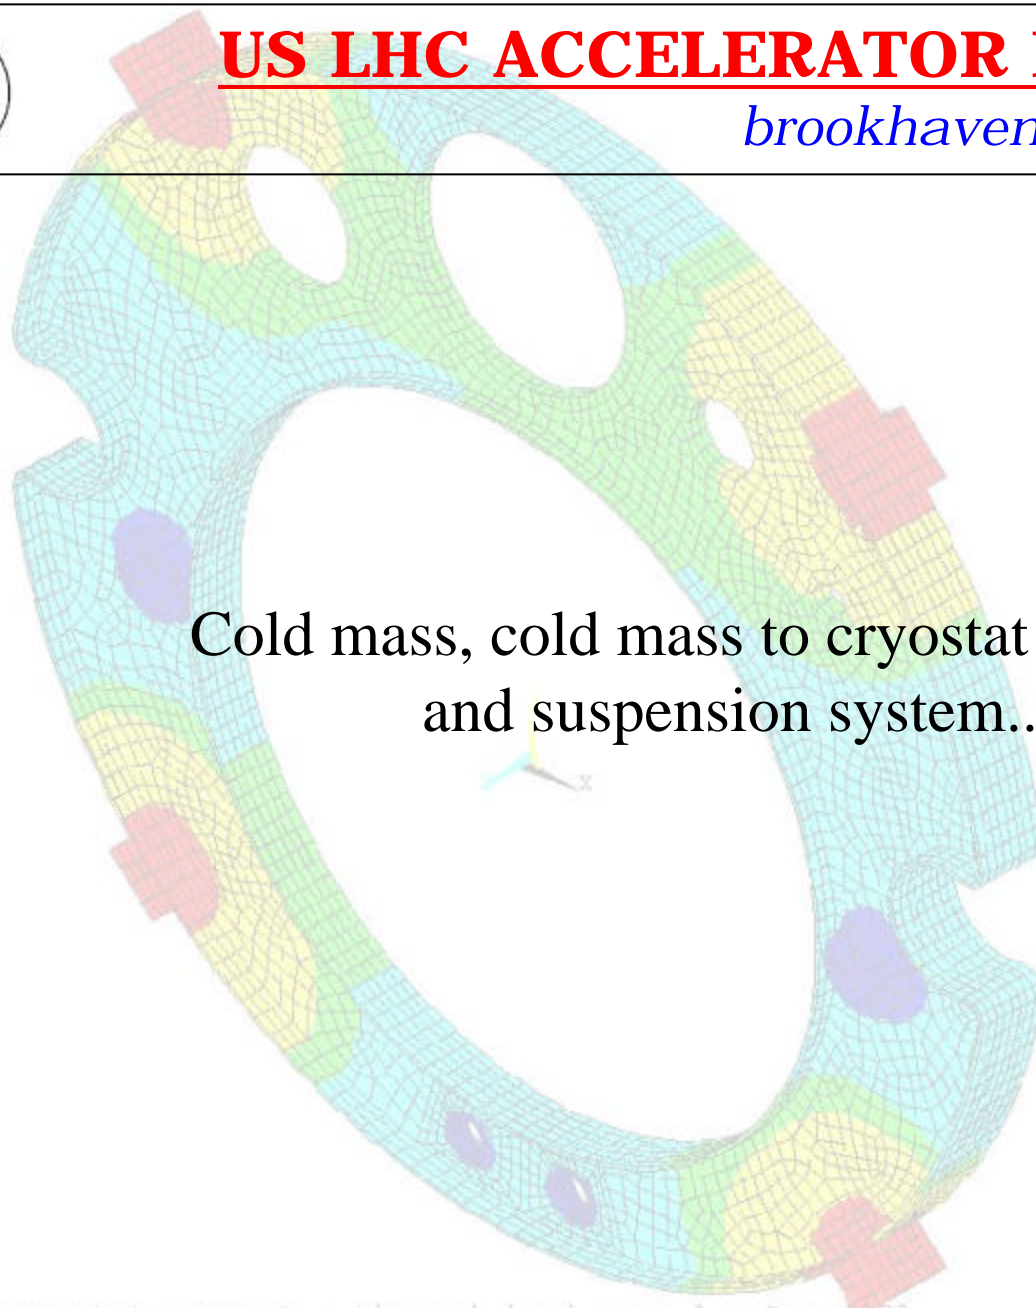 US LHC ACCELERATOR
brookhaven
Cold mass, cold mass to cryostat
and suspension system..
X